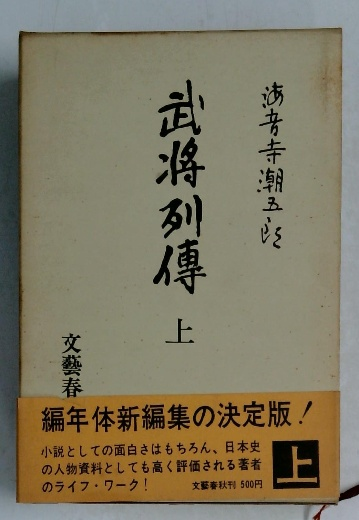 海音寺潮五郎
武将列傳
上
文藝春
編年体新編集の決定版!
小説としての面白さはもちろん、日本史
の人物資料としても高く評価される著者
のライフ・ワーク!
文藝春秋刊 500円
上